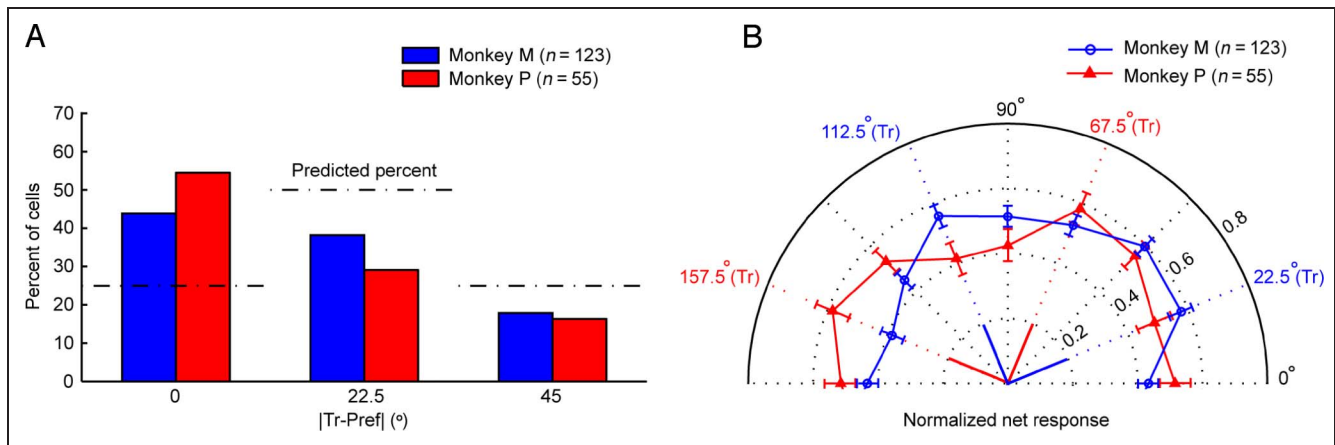 A
Monkey M (n = 123)
Monkey P (n = 55)
Percent of cells
70
60
50
40
30
20
10
0
Predicted percent
0
22.5
45
|Tr-Pref| (°)
B
Monkey M (n = 123)
Monkey P (n = 55)
90°
112.5°(Tr)
67.5°(Tr)
157.5°(Tr)
22.5°(Tr)
0.8
0.6
0.4
0.2
0°
Normalized net response